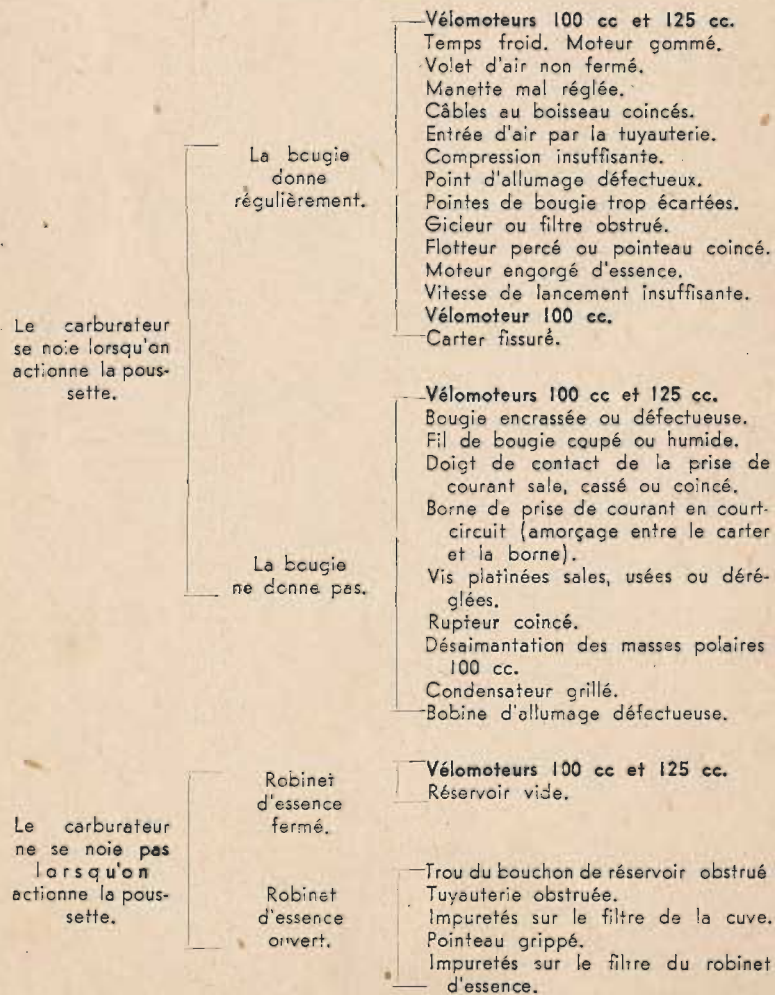 Le carburateur
se noie lorsqu'on
actionne la pous-
sette.
La bougie
donne
régulièrement.
Vélomoteurs 100 cc et 125 cc.
Temps froid. Moteur gommé.
Volet d'air non fermé.
Manette mal réglée.
Câbles au boisseau coincés.
Entrée d'air par la tuyauterie.
Compression insuffisante.
Point d'allumage défectueux.
Pointes de bougie trop écartées.
Gicleur ou filtre obstrué.
Flotteur percé ou pointeau coincé.
Moteur engorgé d'essence.
Vitesse de lancement insuffisante.
Vélomoteur 100 cc.
Carter fissuré.
La bougie
ne donne pas.
Vélomoteurs 100 cc et 125 cc.
Bougie encrassée ou défectueuse.
Fil de bougie coupé ou humide.
Doigt de contact de la prise de
courant sale, cassé ou coincé.
Borne de prise de courant en court-
circuit (amorçage entre le carter
et la borne).
Vis platinées sales, usées ou déré-
glées.
Rupteur coincé.
Désaimantation des masses polaires
100 cc.
Condensateur grillé.
Bobine d'allumage défectueuse.
Le carburateur
ne se noie pas
lorsqu'on
actionne la pous-
sette.
Robinet
d'essence
fermé.
Vélomoteurs 100 cc et 125 cc.
Réservoir vide.
Robinet
d'essence
ouvert.
Trou du bouchon de réservoir obstrué
Tuyauterie obstruée.
Impuretés sur le filtre de la cuve.
Pointeau grippé.
Impuretés sur le filtre du robinet
d'essence.